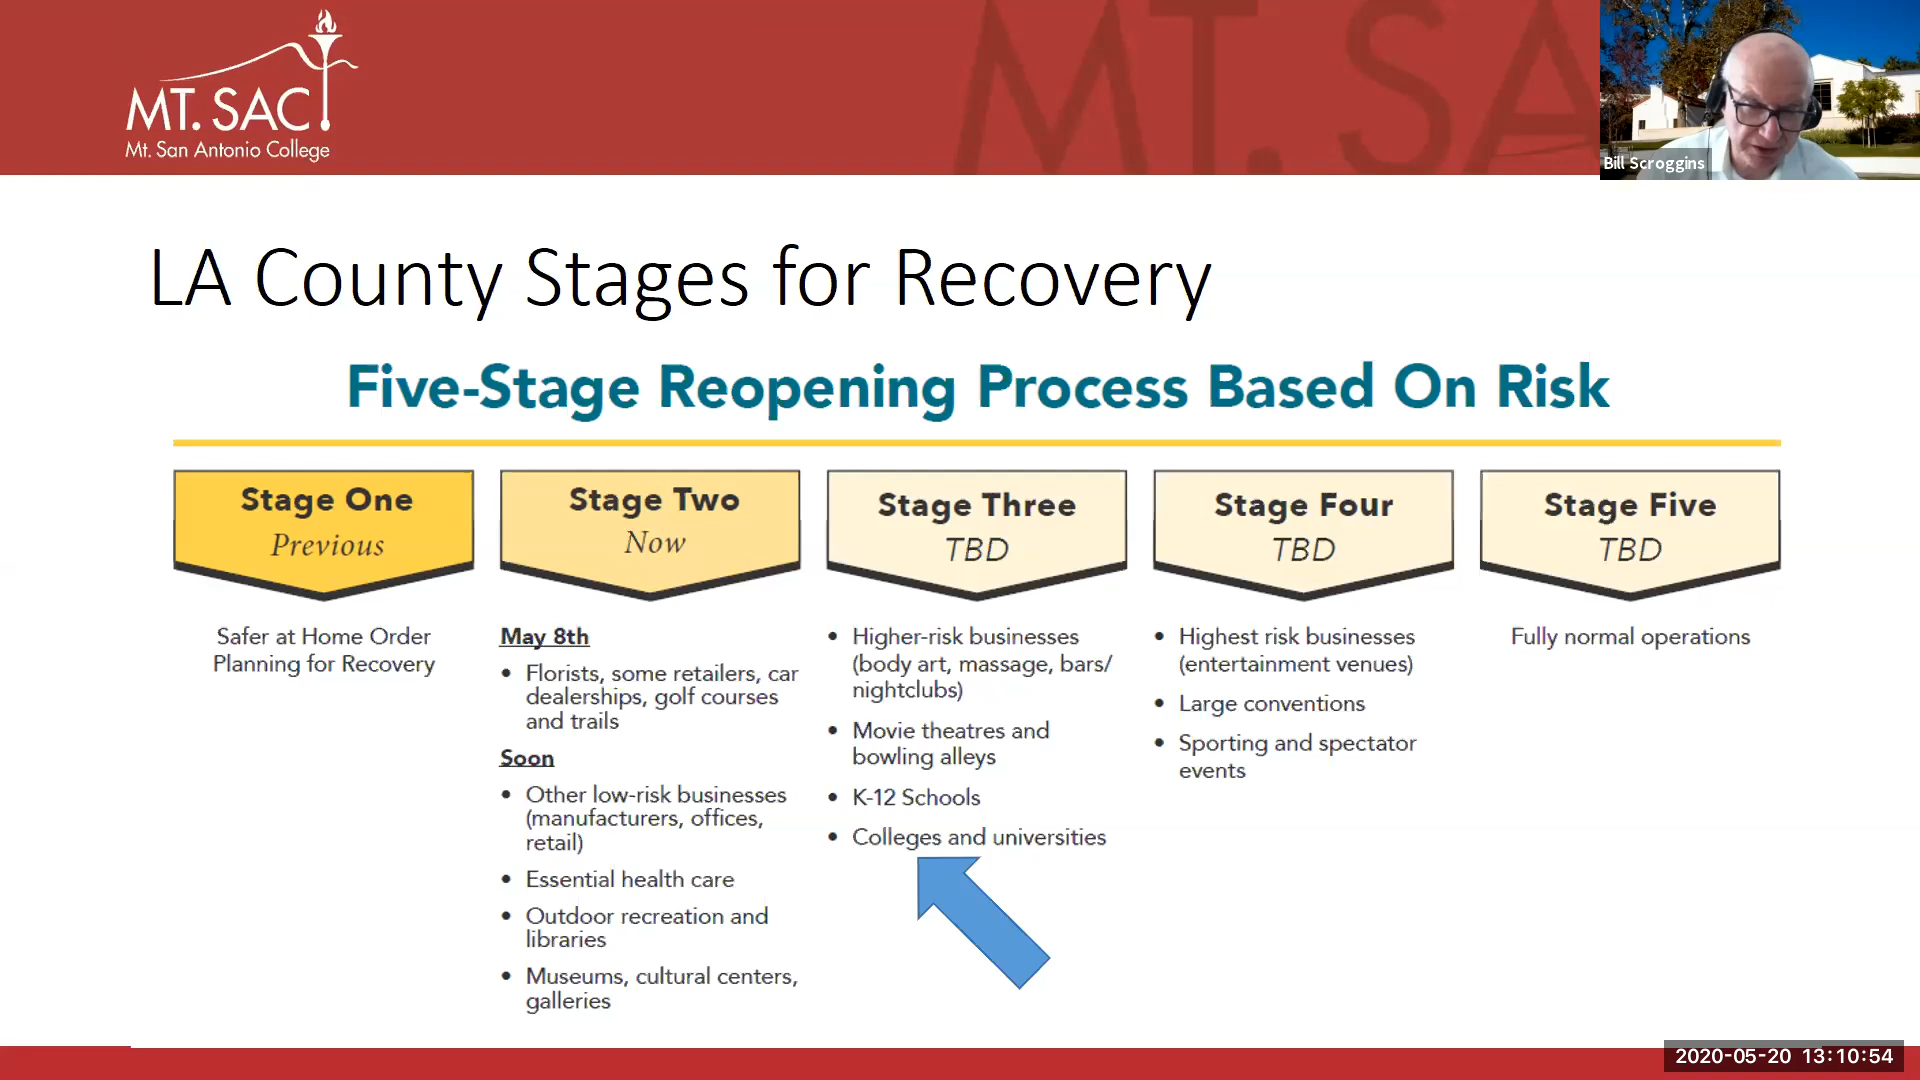 MT. SAC
Mt. San Antonio College
MT. SA
Bill Scroggins
LA County Stages for Recovery
Five-Stage Reopening Process Based On Risk
Stage One
Previous
Safer at Home Order
Planning for Recovery
Stage Two
Now
May 8th
• Florists, some retailers, car
dealerships, golf courses
and trails
Soon
• Other low-risk businesses
(manufacturers, offices,
retail)
• Essential health care
• Outdoor recreation and
libraries
• Museums, cultural centers,
galleries
Stage Three
TBD
• Higher-risk businesses
(body art, massage, bars/
nightclubs)
• Movie theatres and
bowling alleys
• K-12 Schools
• Colleges and universities
Stage Four
TBD
• Highest risk businesses
(entertainment venues)
• Large conventions
• Sporting and spectator
events
Stage Five
TBD
Fully normal operations
2020-05-20 13:10:54